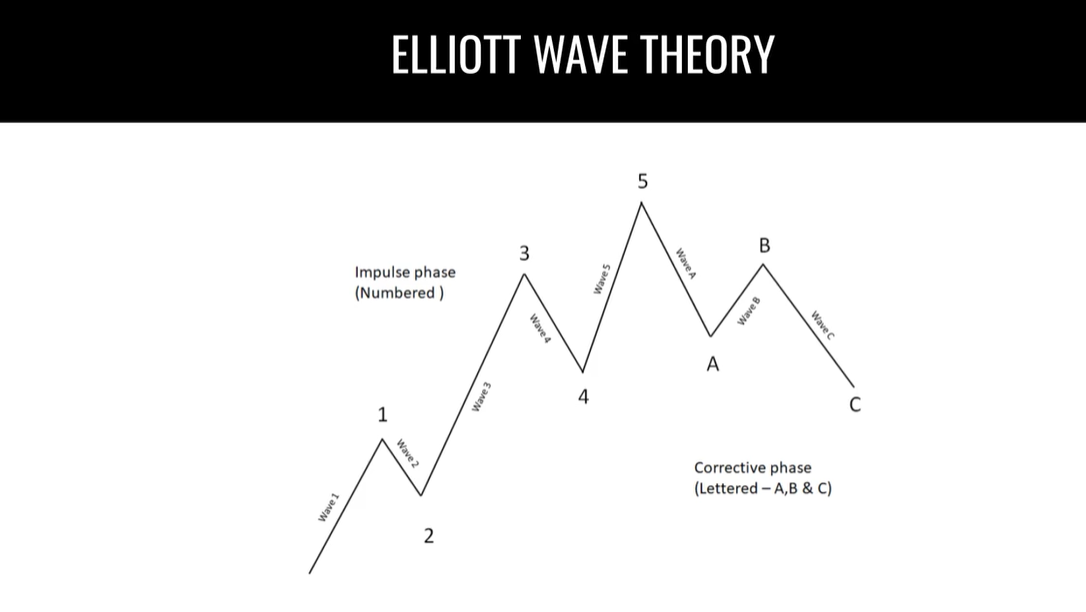 ELLIOTT WAVE THEORY
5
B
3
Impulse phase
(Numbered )
Wave A
Wave 5
Wave B
Wave 4
Wave C
A
4
Wave 3
C
1
Wave 2
Corrective phase
(Lettered – A,B & C)
Wave 1
2